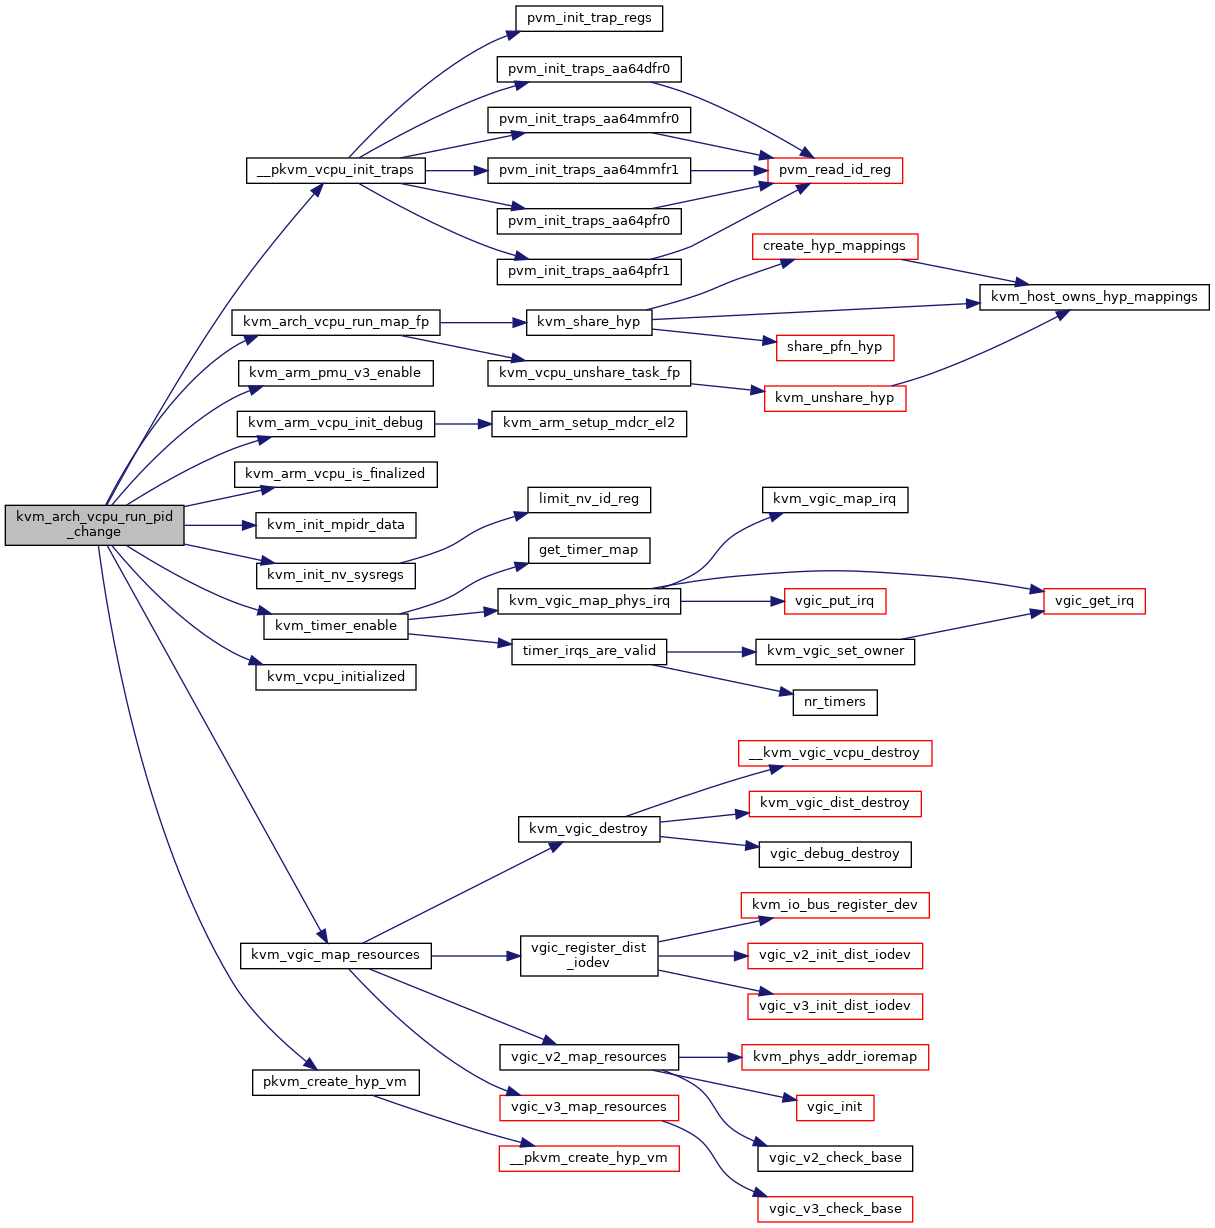 pvm_init_trap_regs
pvm_init_traps_aa64dfr0
pvm_init_traps_aa64mmfr0
__pkvm_vcpu_init_traps
pvm_init_traps_aa64mmfr1
pvm_read_id_reg
pvm_init_traps_aa64pfr0
create_hyp_mappings
pvm_init_traps_aa64pfr1
kvm_host_owns_hyp_mappings
kvm_arch_vcpu_run_map_fp
kvm_share_hyp
share_pfn_hyp
kvm_arm_pmu_v3_enable
kvm_vcpu_unshare_task_fp
kvm_unshare_hyp
kvm_arm_vcpu_init_debug
kvm_arm_setup_mdcr_el2
kvm_arm_vcpu_is_finalized
limit_nv_id_reg
kvm_vgic_map_irq
kvm_arch_vcpu_run_pid
_change
kvm_init_mpidr_data
get_timer_map
kvm_init_nv_sysregs
kvm_vgic_map_phys_irq
vgic_put_irq
vgic_get_irq
kvm_timer_enable
timer_irqs_are_valid
kvm_vgic_set_owner
kvm_vcpu_initialized
nr_timers
__kvm_vgic_vcpu_destroy
kvm_vgic_dist_destroy
kvm_vgic_destroy
vgic_debug_destroy
kvm_io_bus_register_dev
kvm_vgic_map_resources
vgic_register_dist
_iodev
vgic_v2_init_dist_iodev
vgic_v3_init_dist_iodev
vgic_v2_map_resources
kvm_phys_addr_ioremap
pkvm_create_hyp_vm
vgic_v3_map_resources
vgic_init
__pkvm_create_hyp_vm
vgic_v2_check_base
vgic_v3_check_base